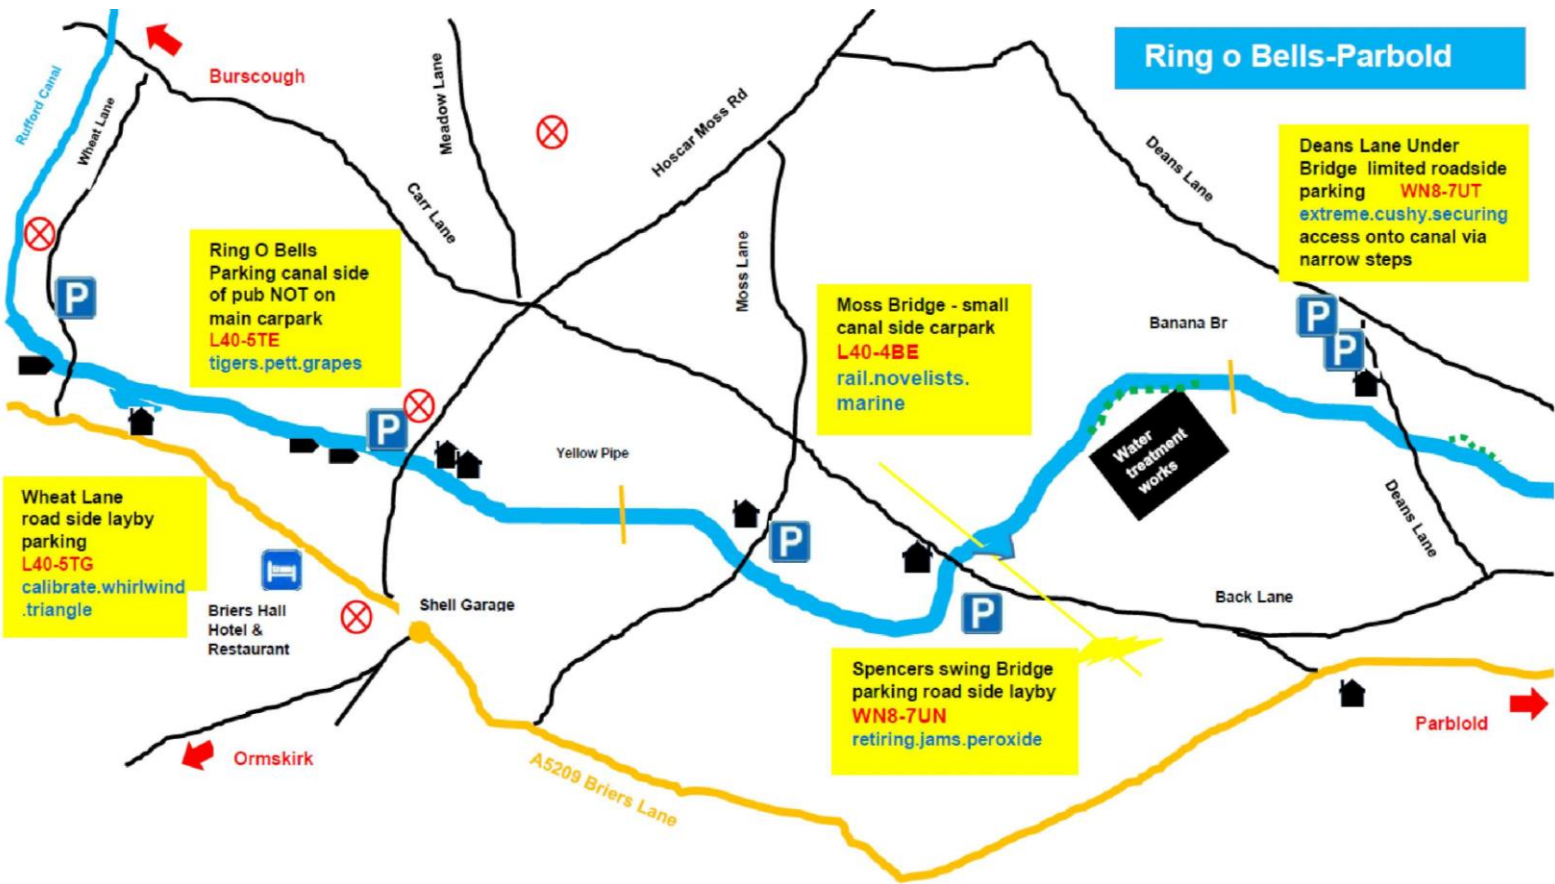 Ring o Bells-Parbold
Burscough
Rufford Canal
Wheat Lane
Meadow Lane
Carr Lane
Hoscar Moss Rd
Deans Lane
Deans Lane Under
Bridge limited roadside
parking WN8-7UT
extreme.cushy.securing
access onto canal via
narrow steps
Ring O Bells
Parking canal side
of pub NOT on
main carpark
L40-5TE
tigers.pett.grapes
P
Moss Lane
Moss Bridge - small
canal side carpark
L40-4BE
rail.novelists.
marine
Banana Br
P
P
P
Yellow Pipe
Water
treatment
works
Wheat Lane
road side layby
parking
L40-5TG
calibrate.whirlwind
.triangle
P
Deans Lane
Briers Hall
Hotel &
Restaurant
Shell Garage
P
Back Lane
Spencers swing Bridge
parking road side layby
WN8-7UN
retiring.jams.peroxide
Parblold
Ormskirk
A5209 Briers Lane